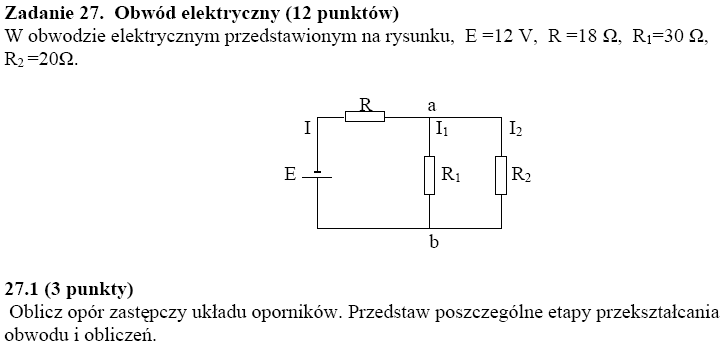 Zadanie 27.  Obwód elektryczny (12 punktów)
W obwodzie elektrycznym przedstawionym na rysunku,  E =12 V,  R =18 Ω,  R₁=30 Ω,
R₂ =20Ω.
R
a
I
I₁
I₂
E
R₁
R₂
b
27.1 (3 punkty)
Oblicz opór zastępczy układu oporników. Przedstaw poszczególne etapy przekształcania
obwodu i obliczeń.